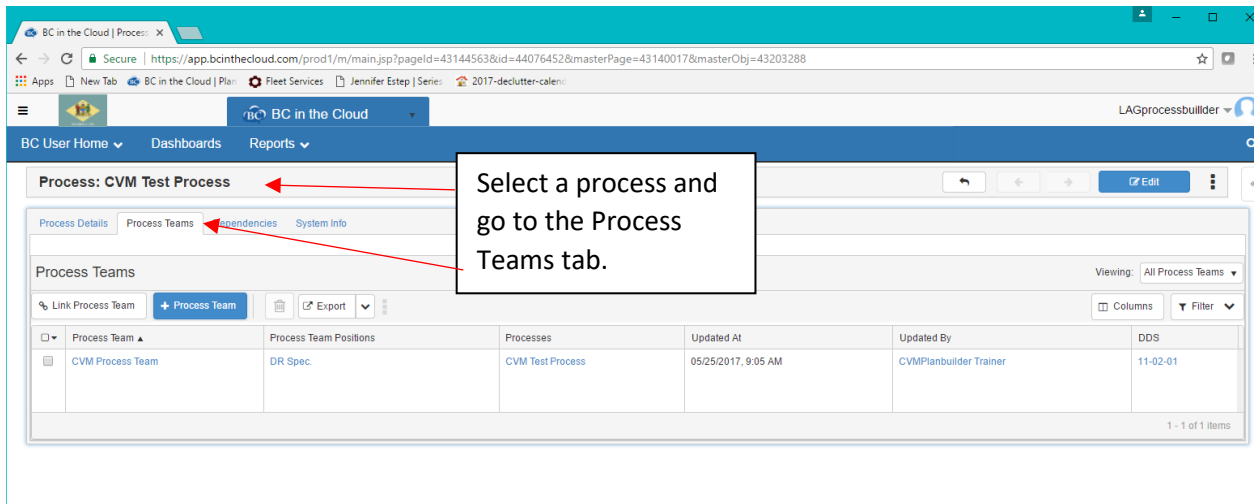 BC in the Cloud | Process
Secure | https://app.bcinthecloud.com/prod1/m/main.jsp?pageId=43144563&id=44076452&masterPage=43140017&masterObj=43203288
Apps New Tab BC in the Cloud | Plan Fleet Services Jennifer Estep | Series 2017-declutter-calend
BC in the Cloud LAGprocessbuillder
BC User Home Dashboards Reports
Process: CVM Test Process Edit
Select a process and
go to the Process
Teams tab.
Process Details Process Teams ependencies System Info
Process Teams Viewing: All Process Teams
Link Process Team + Process Team Export Columns Filter
Process Team Process Team Positions Processes Updated At Updated By DDS
CVM Process Team DR Spec. CVM Test Process 05/25/2017, 9:05 AM CVMPlanbuilder Trainer 11-02-01
1 - 1 of 1 items